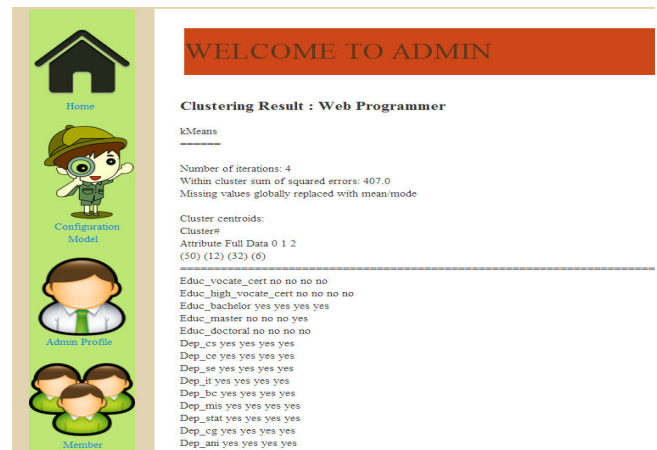 WELCOME TO ADMIN
Home
Configuration
Model
Admin Profile
Member
Clustering Result : Web Programmer
kMeans
======
Number of iterations: 4
Within cluster sum of squared errors: 407.0
Missing values globally replaced with mean/mode
Cluster centroids:
Cluster#
Attribute Full Data 0 1 2
(50) (12) (32) (6)
================================================================================
Educ_vocate_cert no no no no
Educ_high_vocate_cert no no no no
Educ_bachelor yes yes yes yes
Educ_master no no no yes
Educ_doctoral no no no no
Dep_cs yes yes yes yes
Dep_ce yes yes yes yes
Dep_se yes yes yes yes
Dep_it yes yes yes yes
Dep_bc yes yes yes yes
Dep_mis yes yes yes yes
Dep_stat yes yes yes yes
Dep_cg yes yes yes yes
Dep_ani yes yes yes yes